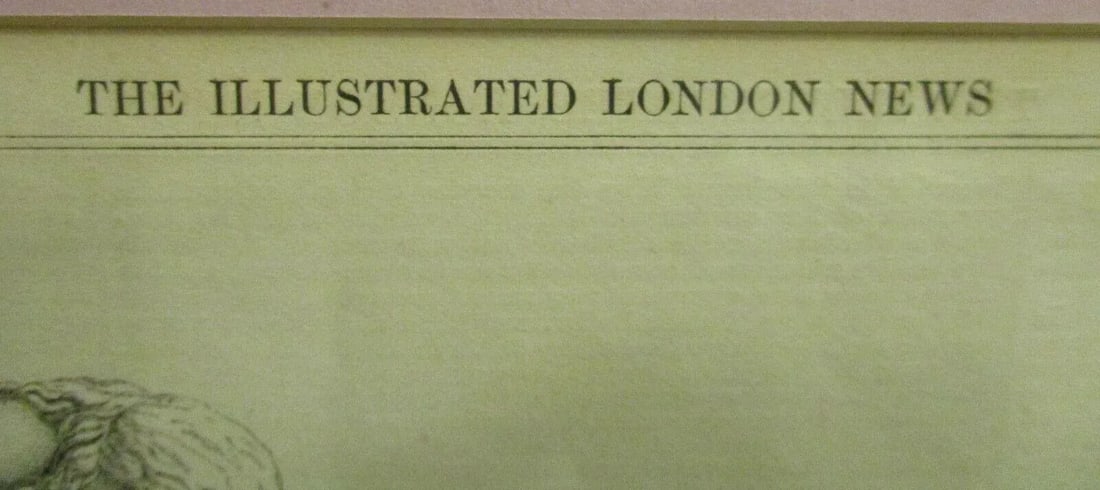 THE ILLUSTRATED LONDON NEWS